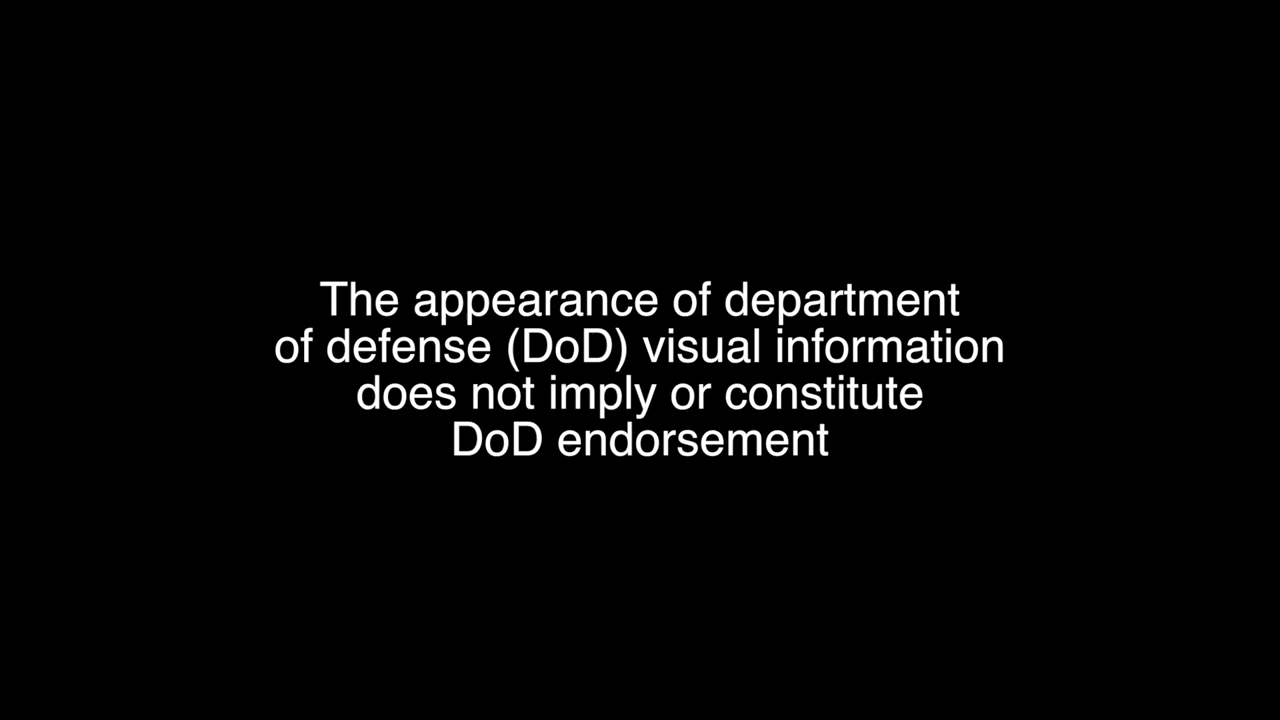 The appearance of department
of defense (DoD) visual information
does not imply or constitute
DoD endorsement